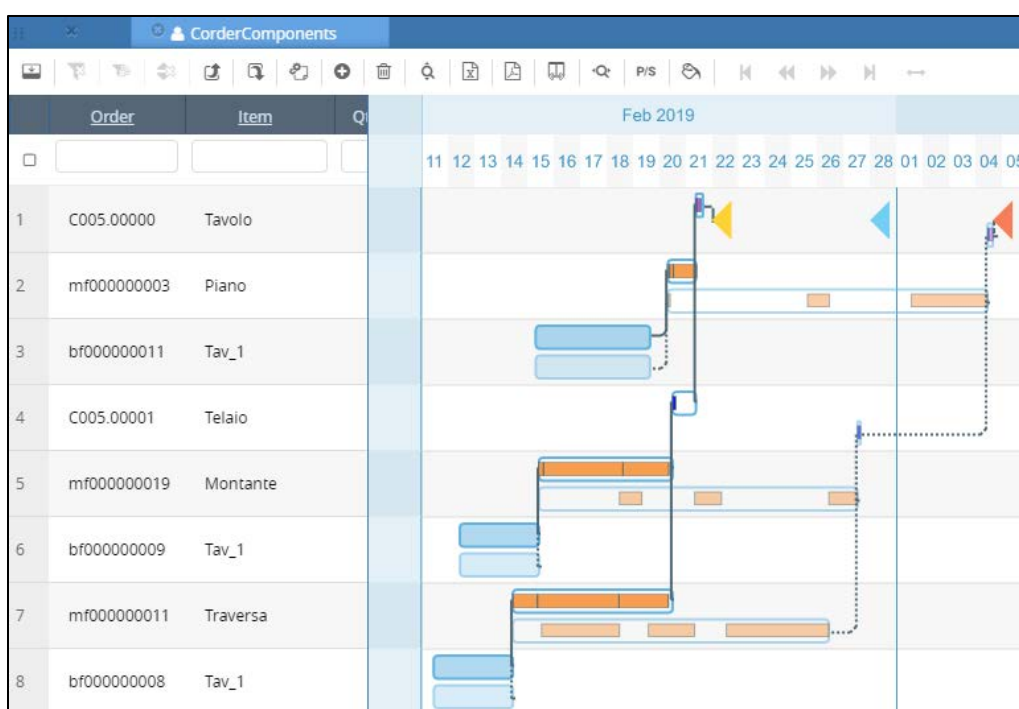 CorderComponents
P/S
Order Item
Feb 2019
11 12 13 14 15 16 17 18 19 20 21 22 23 24 25 26 27 28 01 02 03 04
1 C005.00000 Tavolo
2 mf000000003 Piano
3 bf000000011 Tav_1
4 C005.00001 Telaio
5 mf000000019 Montante
6 bf000000009 Tav_1
7 mf000000011 Traversa
8 bf000000008 Tav_1